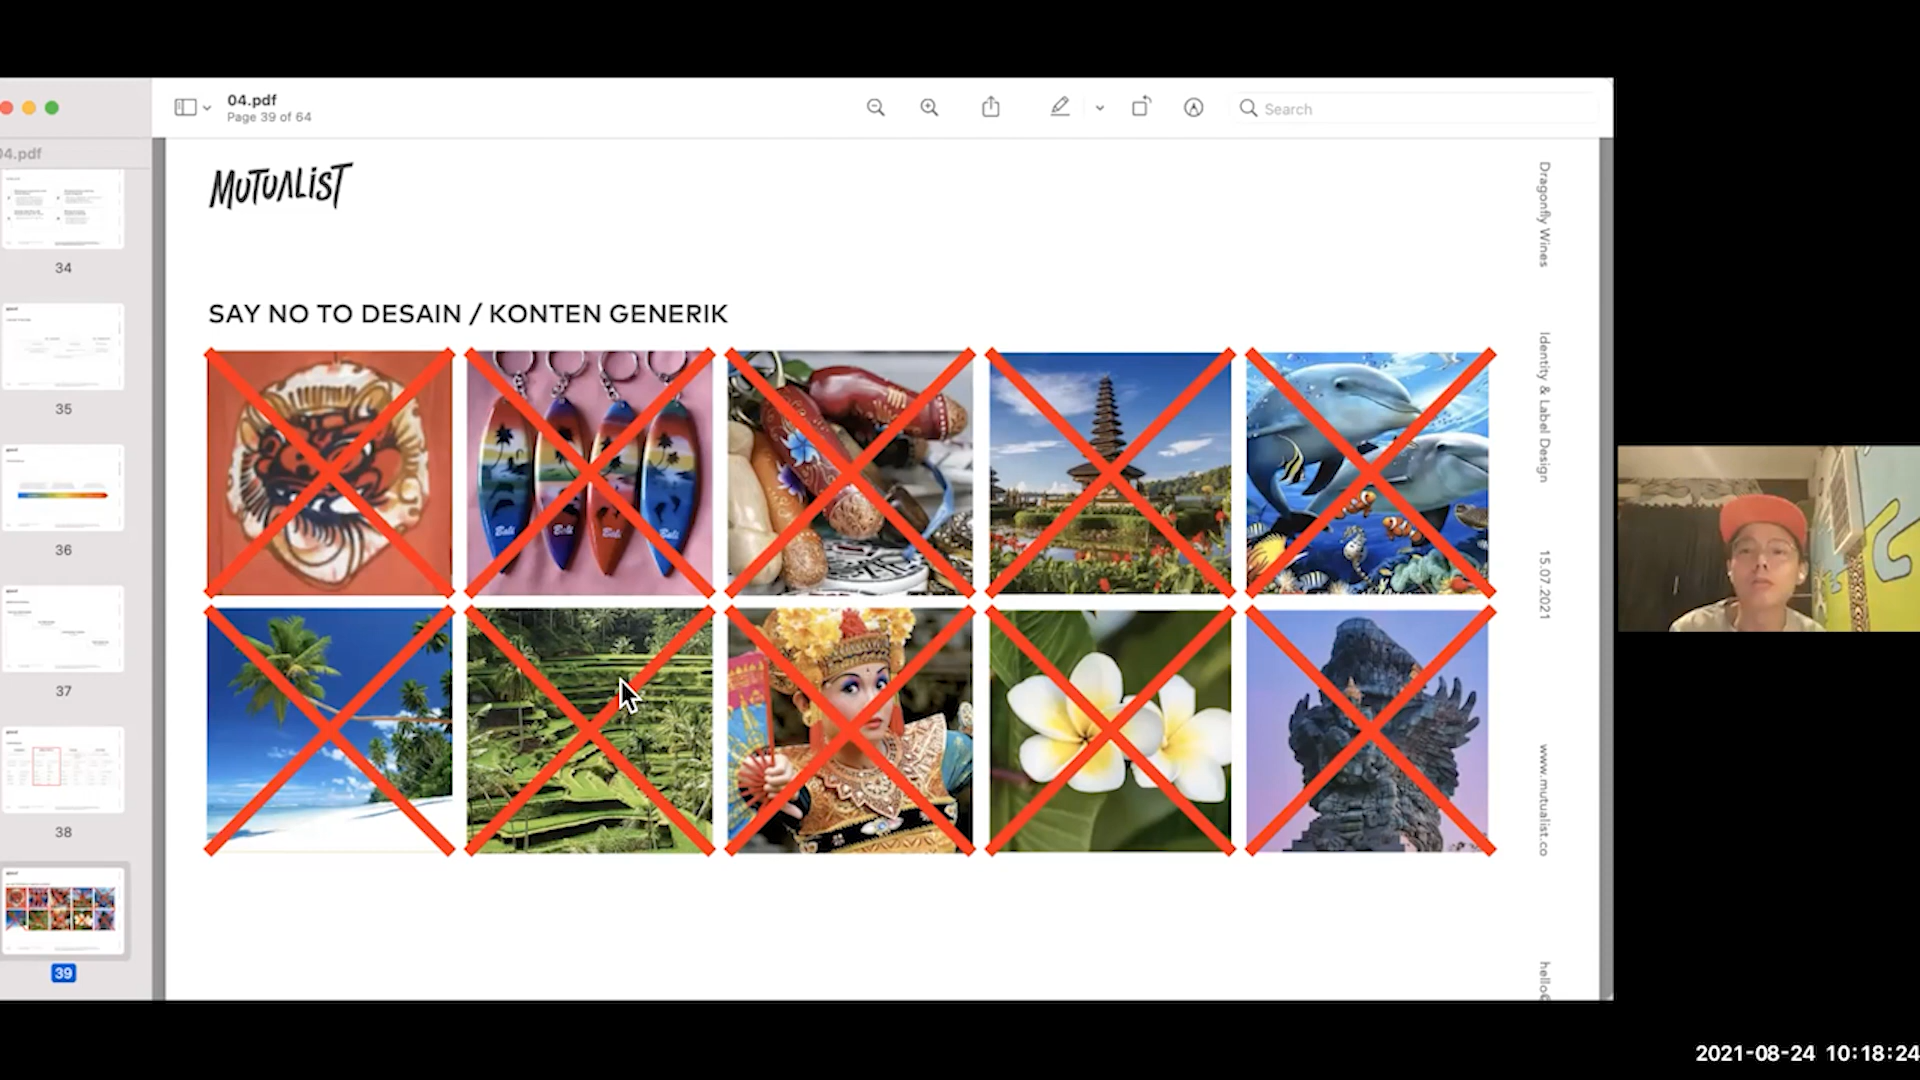 04.pdf
Page 39 of 64
Search
04.pdf
34
35
36
37
38
39
MUTUALIST
SAY NO TO DESAIN / KONTEN GENERIK
Bali
Bali
Bali
Bali
Dragonfly Wines
Identity & Label Design
15.07.2021
www.mutualist.co
hello
2021-08-24 10:18:24